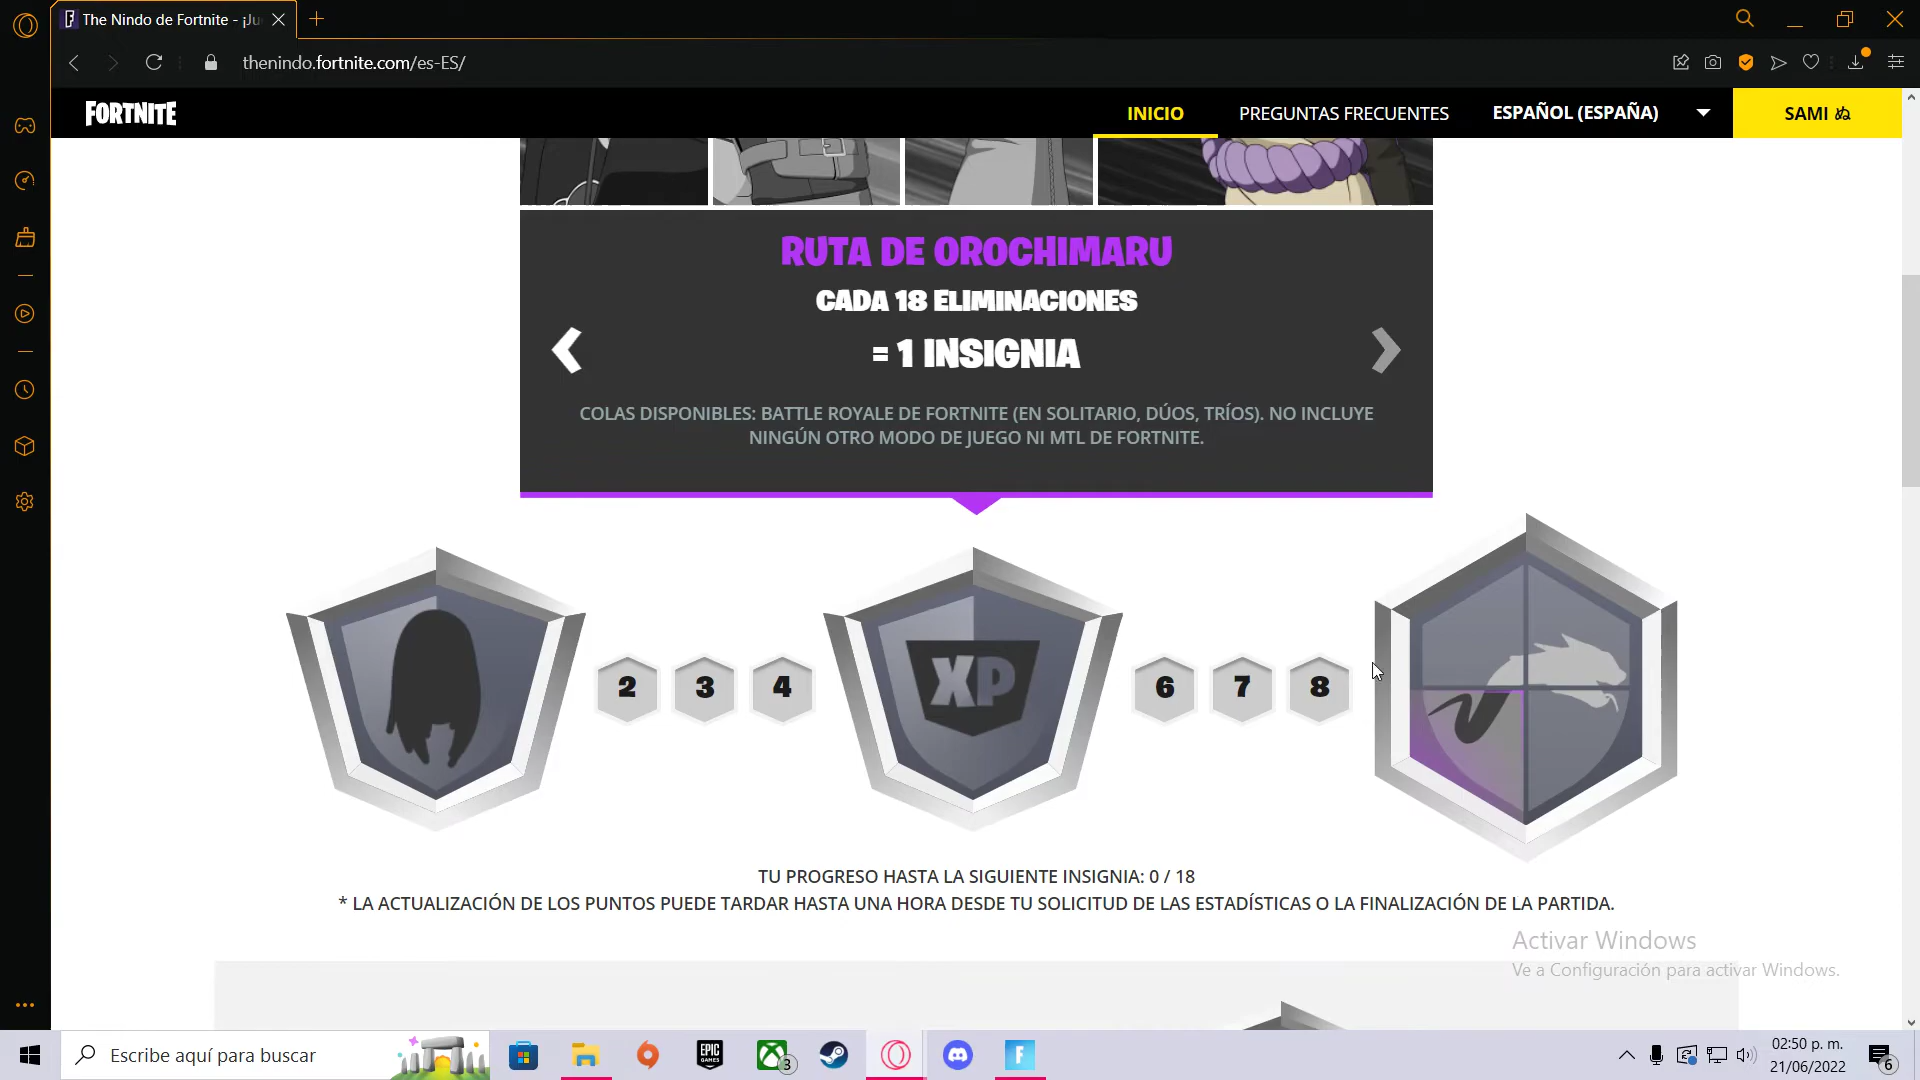 The Nindo de Fortnite - ¡Ju
thenindo.fortnite.com/es-ES/
FORTNITE
INICIO
PREGUNTAS FRECUENTES
ESPAÑOL (ESPAÑA)
SAMI ぬ
RUTA DE OROCHIMARU
CADA 18 ELIMINACIONES
= 1 INSIGNIA
COLAS DISPONIBLES: BATTLE ROYALE DE FORTNITE (EN SOLITARIO, DÚOS, TRÍOS). NO INCLUYE
NINGÚN OTRO MODO DE JUEGO NI MTL DE FORTNITE.
2 3 4 XP 6 7 8
TU PROGRESO HASTA LA SIGUIENTE INSIGNIA: 0 / 18
* LA ACTUALIZACIÓN DE LOS PUNTOS PUEDE TARDAR HASTA UNA HORA DESDE TU SOLICITUD DE LAS ESTADÍSTICAS O LA FINALIZACIÓN DE LA PARTIDA.
Activar Windows
Ve a Configuración para activar Windows.
Escribe aquí para buscar
EPIC GAMES
3
F
02:50 p. m.
21/06/2022
6